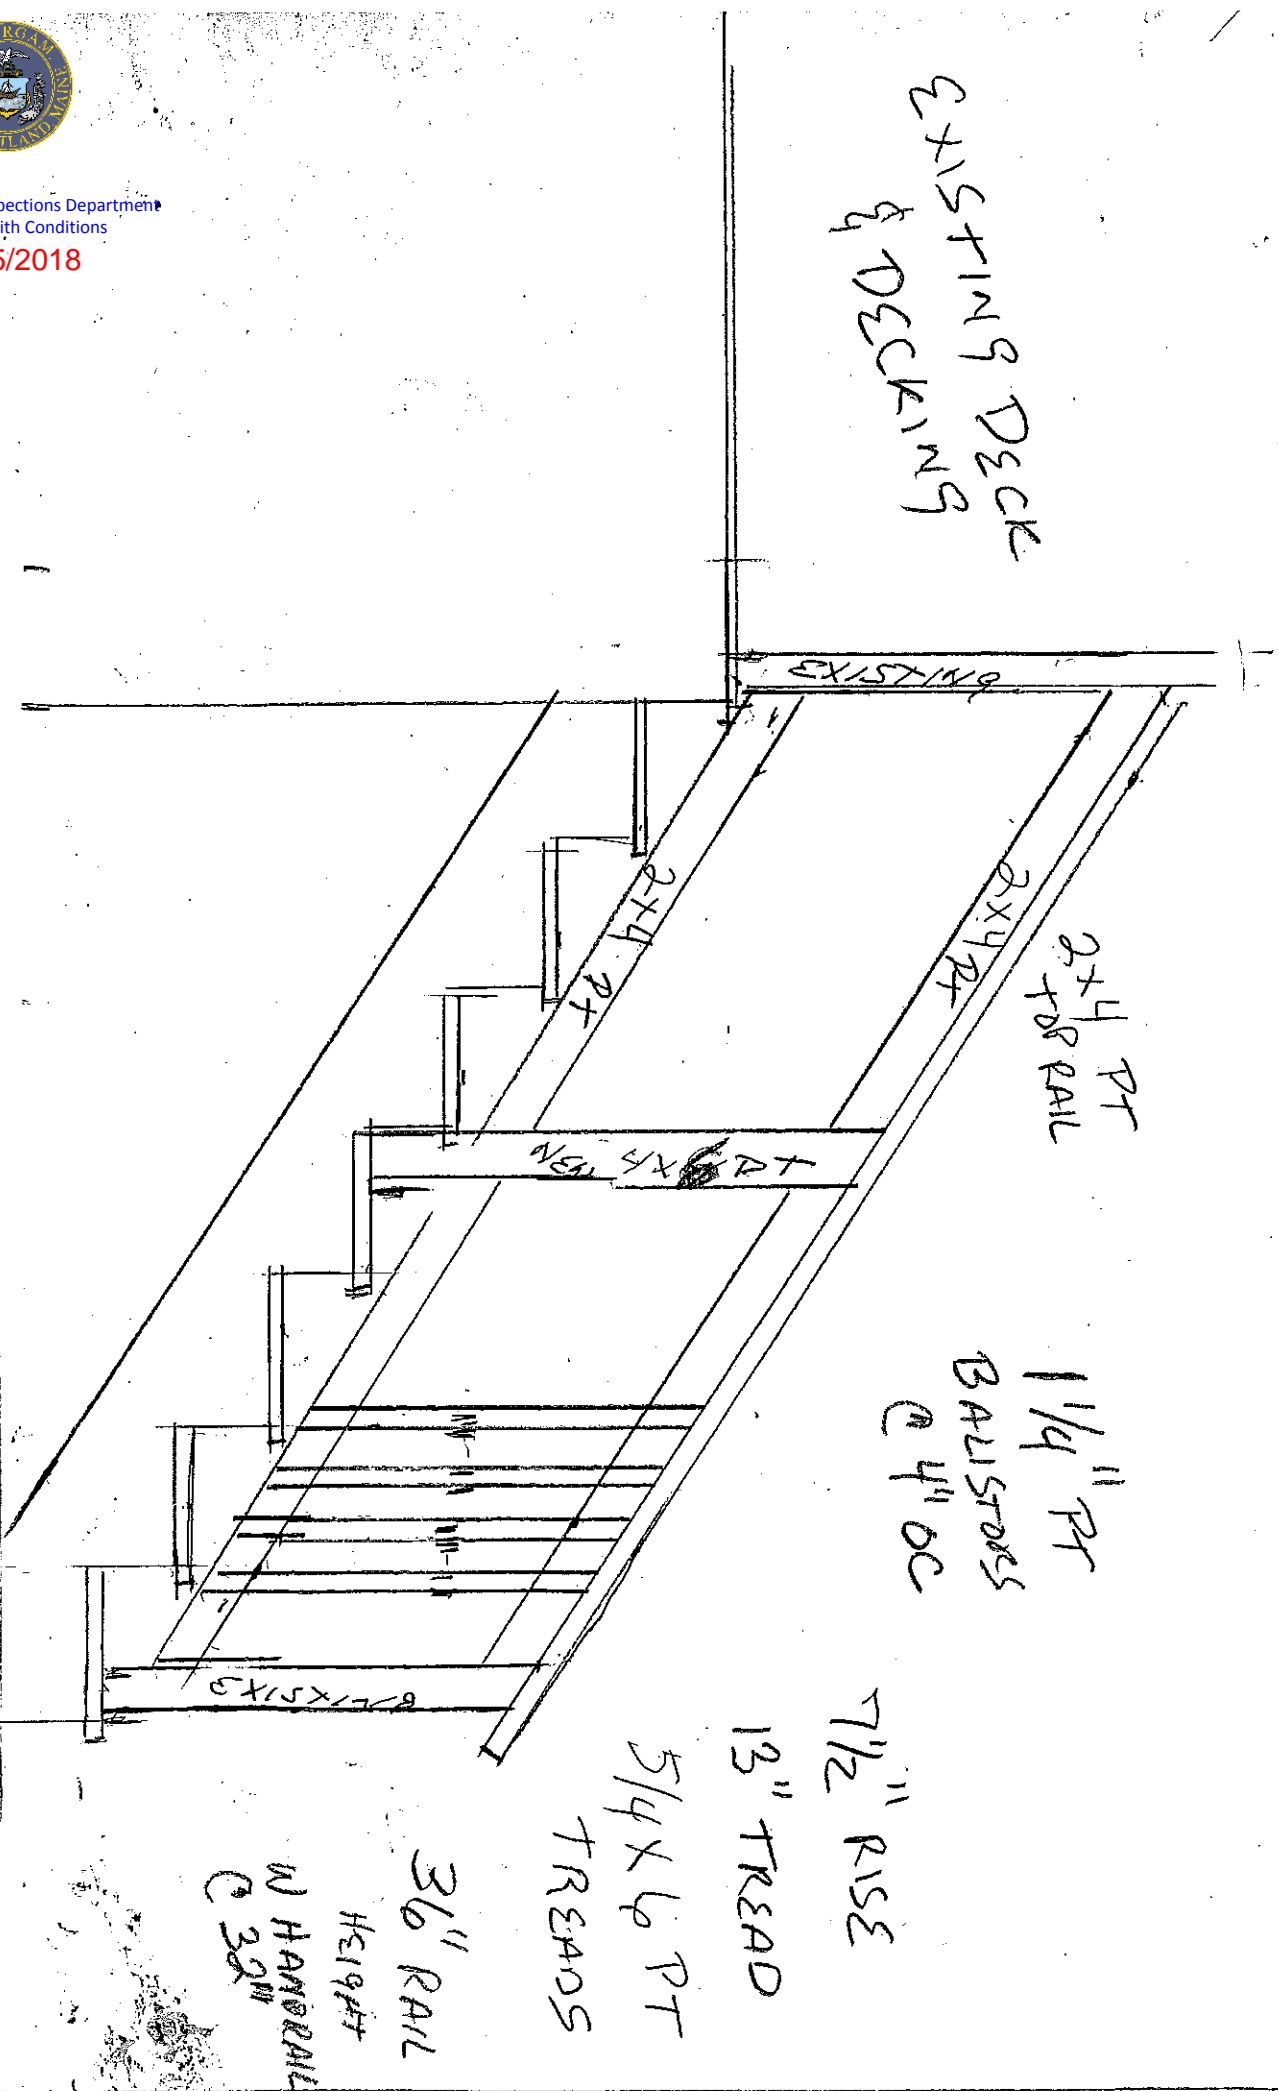 pections Department
ith Conditions
5/2018
EXISTING DECK
& DECKING
EXISTING
2x4 PT
2x4 PT
2x4 PT
TOP RAIL
NEW
PT
1 1/4" PT
BALISTORS
@ 4" OC
EXISTING
7 1/2" RISE
13" TREAD
5/4 X 6 PT
TREADS
36" RAIL
HEIGHT
W HANDRAIL
@ 32"